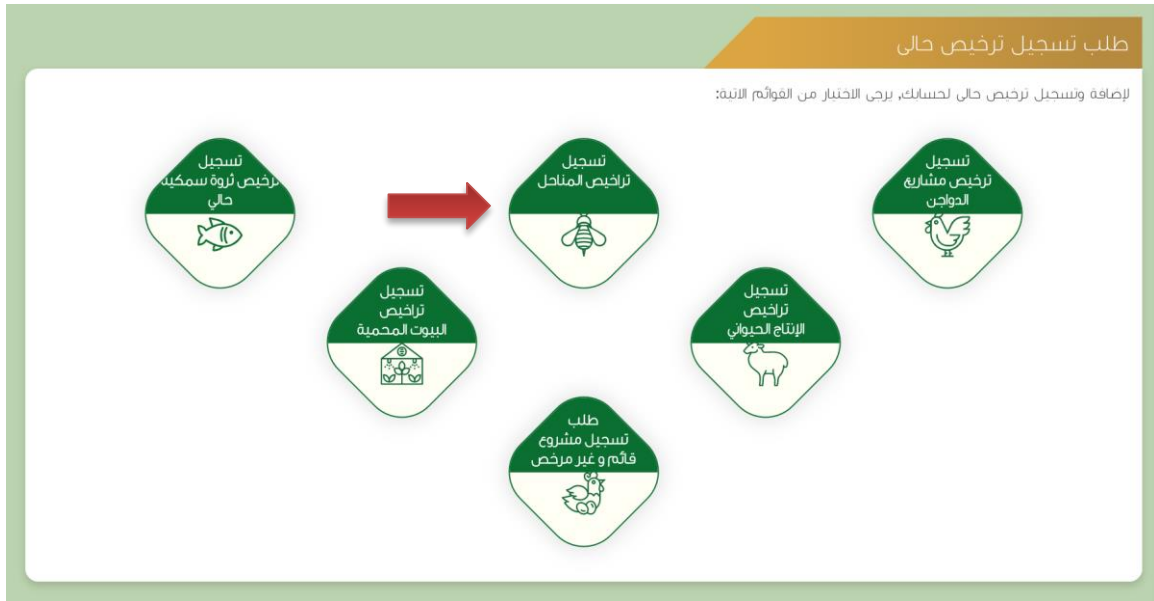 طلب تسجيل ترخيص حالى
لإضافة وتسجيل ترخيص حالى لحسابك, يرجى الاختيار من القوائم الاتية:
تسجيل
ترخيص مشاريع
الدواجن
تسجيل
تراخيص المناحل
تسجيل
ترخيص ثروة سمكية
حالي
تسجيل
تراخيص
الإنتاج الحيواني
تسجيل
تراخيص
البيوت المحمية
طلب
تسجيل مشروع
قائم و غير مرخص